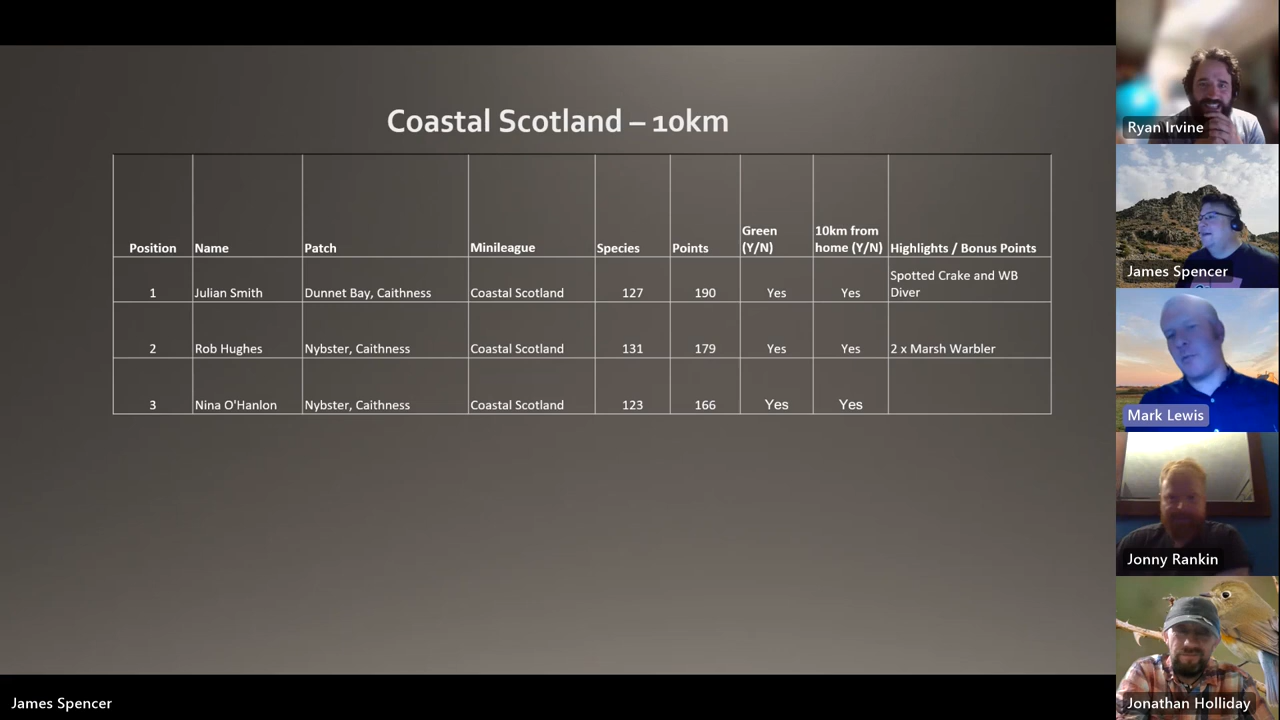 Coastal Scotland – 10km
Position Name Patch Minileague Species Points Green (Y/N) 10km from home (Y/N) Highlights / Bonus Points
1 Julian Smith Dunnet Bay, Caithness Coastal Scotland 127 190 Yes Yes Spotted Crake and WB Diver
2 Rob Hughes Nybster, Caithness Coastal Scotland 131 179 Yes Yes 2 x Marsh Warbler
3 Nina O'Hanlon Nybster, Caithness Coastal Scotland 123 166 Yes Yes
Ryan Irvine
James Spencer
Mark Lewis
Jonny Rankin
Jonathan Holliday
James Spencer